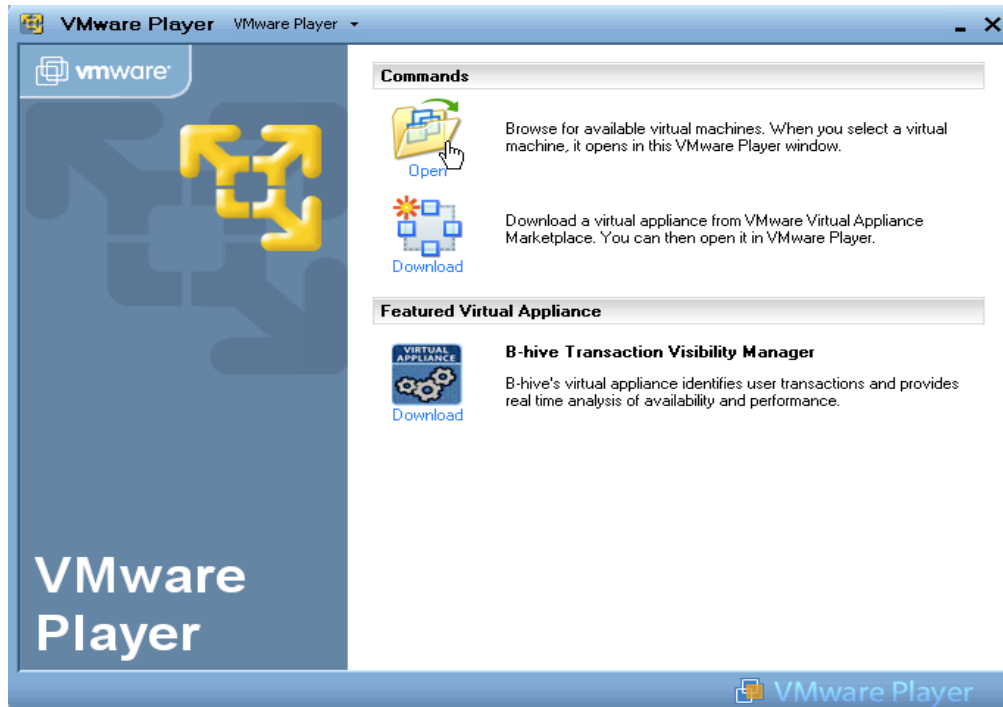 VMware Player VMware Player
vmware
Commands
Browse for available virtual machines. When you select a virtual
machine, it opens in this VMware Player window.
Open
Download a virtual appliance from VMware Virtual Appliance
Marketplace. You can then open it in VMware Player.
Download
Featured Virtual Appliance
VIRTUAL
APPLIANCE
Download
B-hive Transaction Visibility Manager
B-hive's virtual appliance identifies user transactions and provides
real time analysis of availability and performance.
VMware
Player
VMware Player